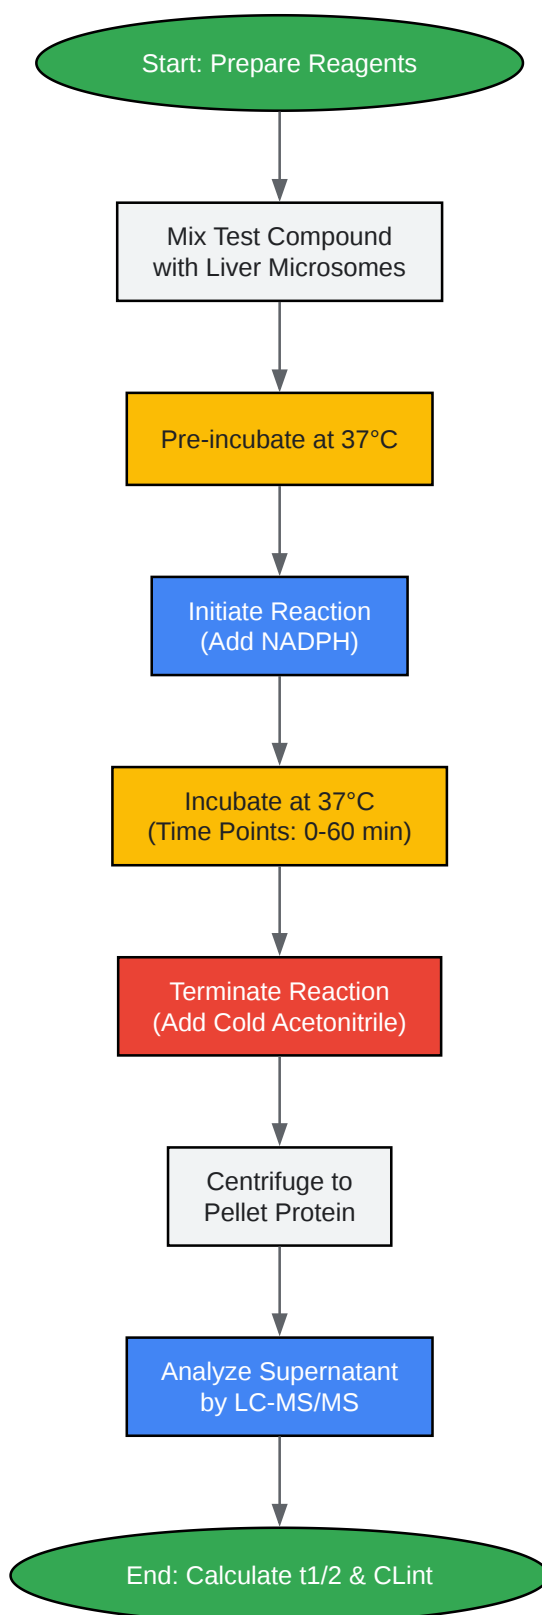 Start: Prepare Reagents
Mix Test Compound
with Liver Microsomes
Pre-incubate at 37°C
Initiate Reaction
(Add NADPH)
Incubate at 37°C
(Time Points: 0-60 min)
Terminate Reaction
(Add Cold Acetonitrile)
Centrifuge to
Pellet Protein
Analyze Supernatant
by LC-MS/MS
End: Calculate t1/2 & CLint